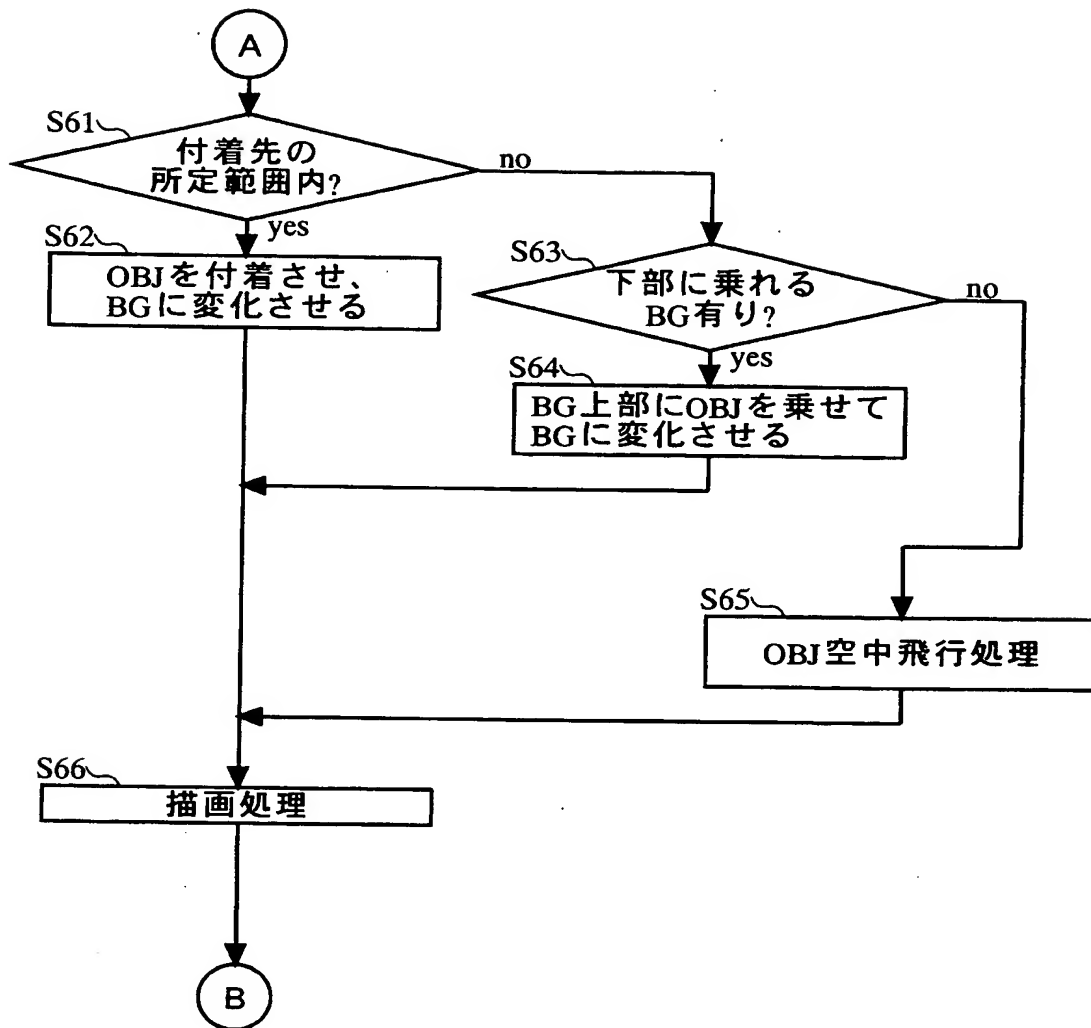 A
S61
付着先の
所定範囲内?
no
yes
S62
OBJを付着させ、
BGに変化させる
S63
下部に乗れる
BG有り?
no
yes
S64
BG上部にOBJを乗せて
BGに変化させる
S65
OBJ空中飛行処理
S66
描画処理
B